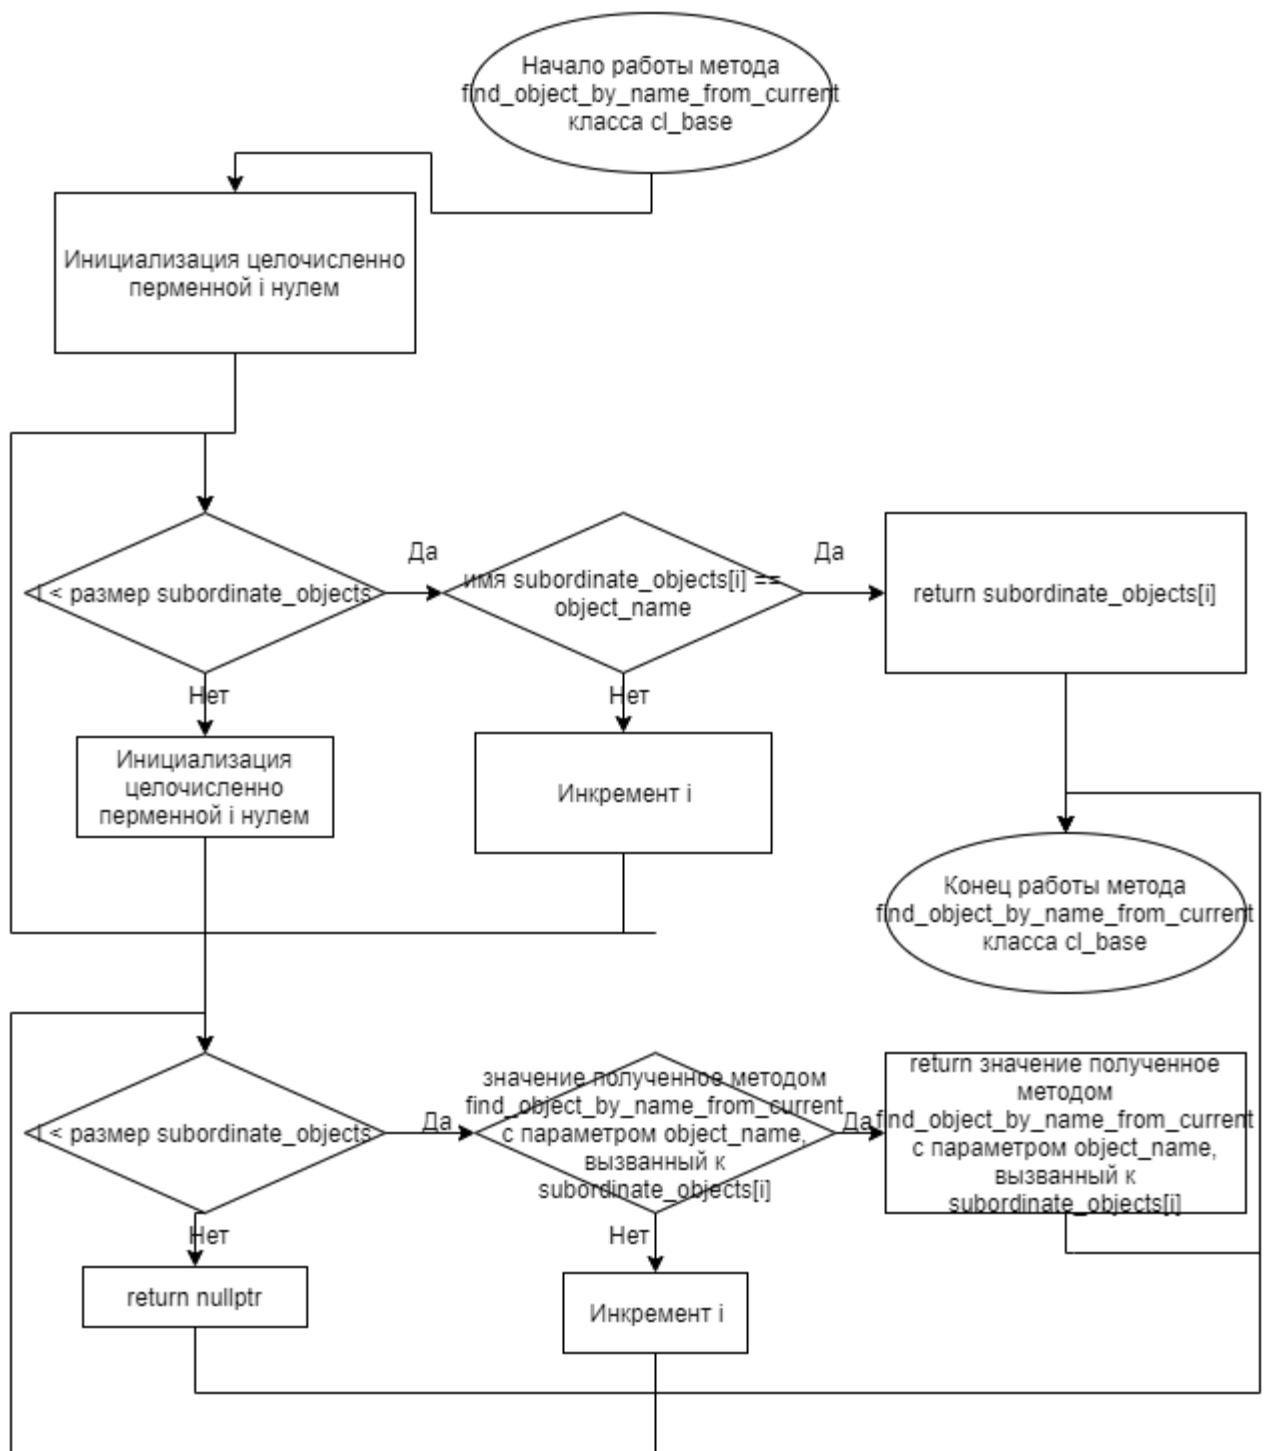 Начало работы метода
find_object_by_name_from_current
класса cl_base
Инициализация целочисленно
перменной i нулем
i < размер subordinate_objects
Да
имя subordinate_objects[i] ==
object_name
Да
return subordinate_objects[i]
Нет
Нет
Инициализация
целочисленно
перменной i нулем
Инкремент i
Конец работы метода
find_object_by_name_from_current
класса cl_base
i < размер subordinate_objects
Да
значение полученное методом
find_object_by_name_from_current
с параметром object_name,
вызванный к
subordinate_objects[i]
Да
return значение полученное
методом
find_object_by_name_from_current
с параметром object_name,
вызванный к
subordinate_objects[i]
Нет
Нет
return nullptr
Инкремент i